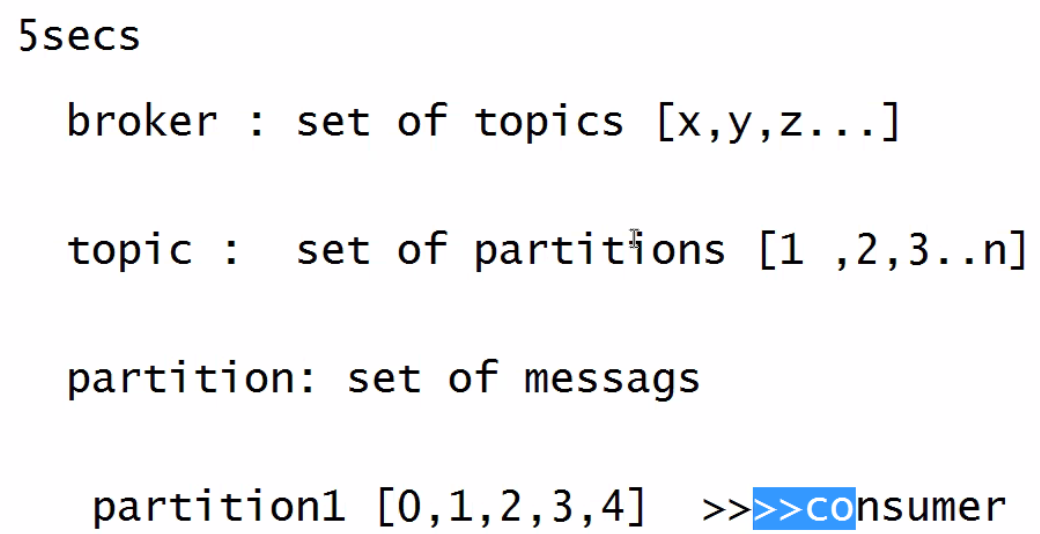 5secs
broker : set of topics [x,y,z...]
topic :  set of partitions [1 ,2,3..n]
partition: set of messags
partition1 [0,1,2,3,4]  >>>>consumer